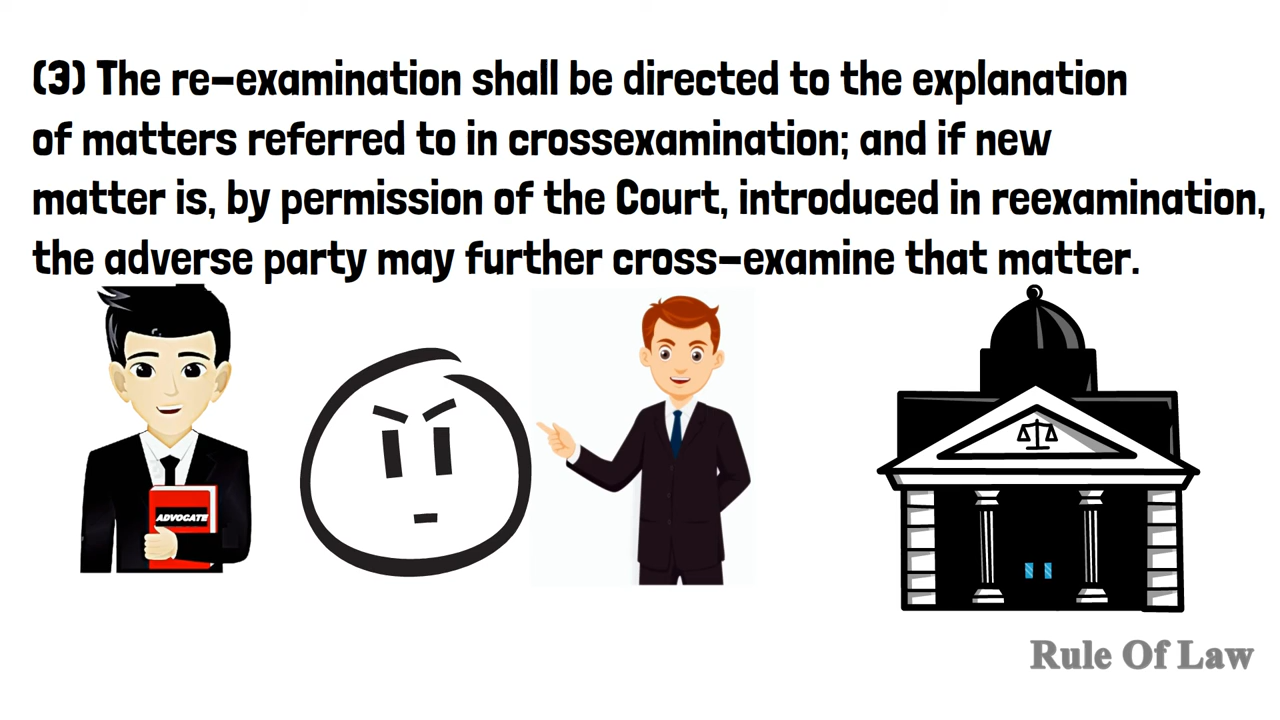 (3) The re-examination shall be directed to the explanation
of matters referred to in crossexamination; and if new
matter is, by permission of the Court, introduced in reexamination,
the adverse party may further cross-examine that matter.
ADVOCATE
Rule Of Law